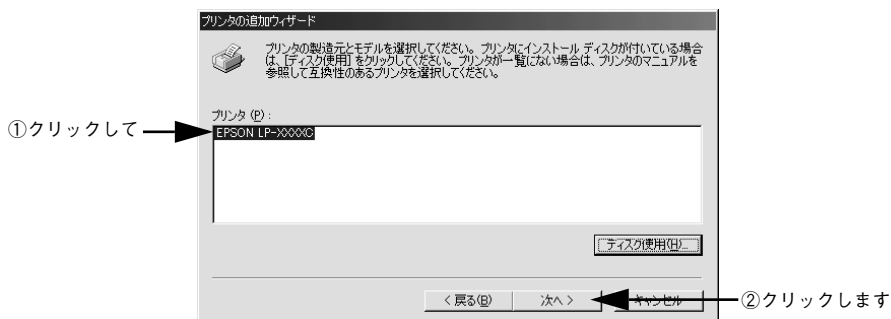 プリンタの追加ウィザード
プリンタの製造元とモデルを選択してください。プリンタにインストール ディスクが付いている場合
は、[ディスク使用] をクリックしてください。プリンタが一覧にない場合は、プリンタのマニュアルを
参照して互換性のあるプリンタを選択してください。
プリンタ (P) :
①クリックして
EPSON LP-XXXXC
ディスク使用(H)...
< 戻る(B)
次へ >
キャンセル
②クリックします